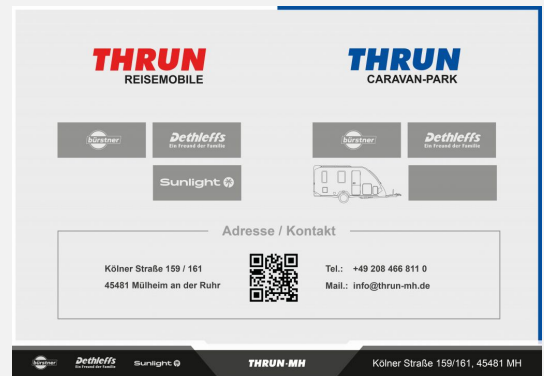 THRUN
REISEMOBILE
THRUN
CARAVAN-PARK
bürstner
Dethleffs
Ein Freund der Familie
bürstner
Dethleffs
Ein Freund der Familie
Sunlight
Adresse / Kontakt
Kölner Straße 159 / 161
45481 Mülheim an der Ruhr
Tel.: +49 208 466 811 0
Mail.: info@thrun-mh.de
bürstner
Dethleffs
Ein Freund der Familie
Sunlight
THRUN-MH
Kölner Straße 159/161, 45481 MH